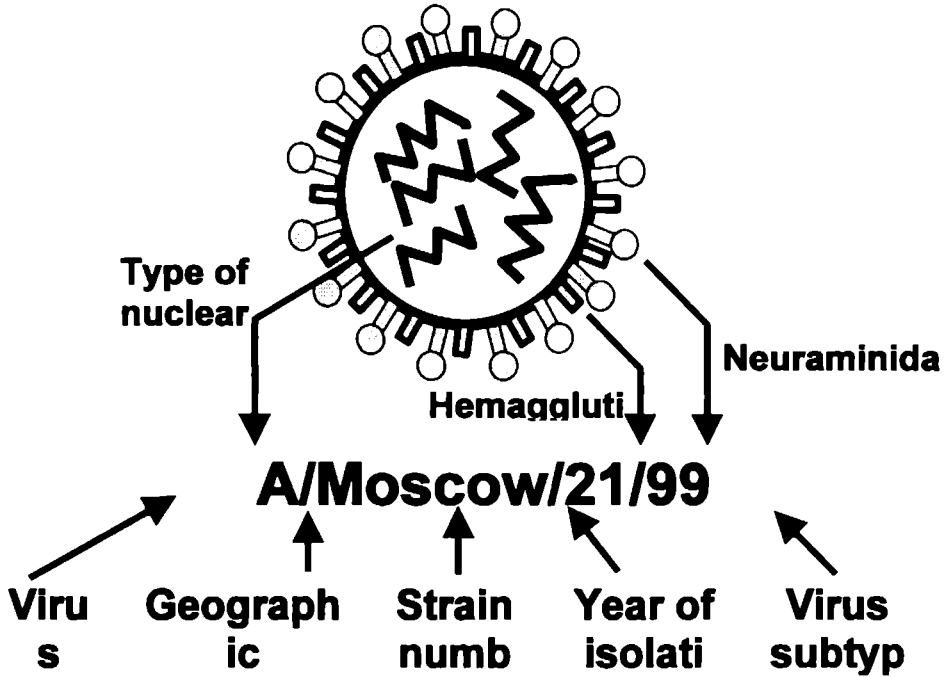 Type of
nuclear
Neuraminida
Hemaggluti
A/Moscow/21/99
Viru
s
Geograph
ic
Strain
numb
Year of
isolati
Virus
subtyp